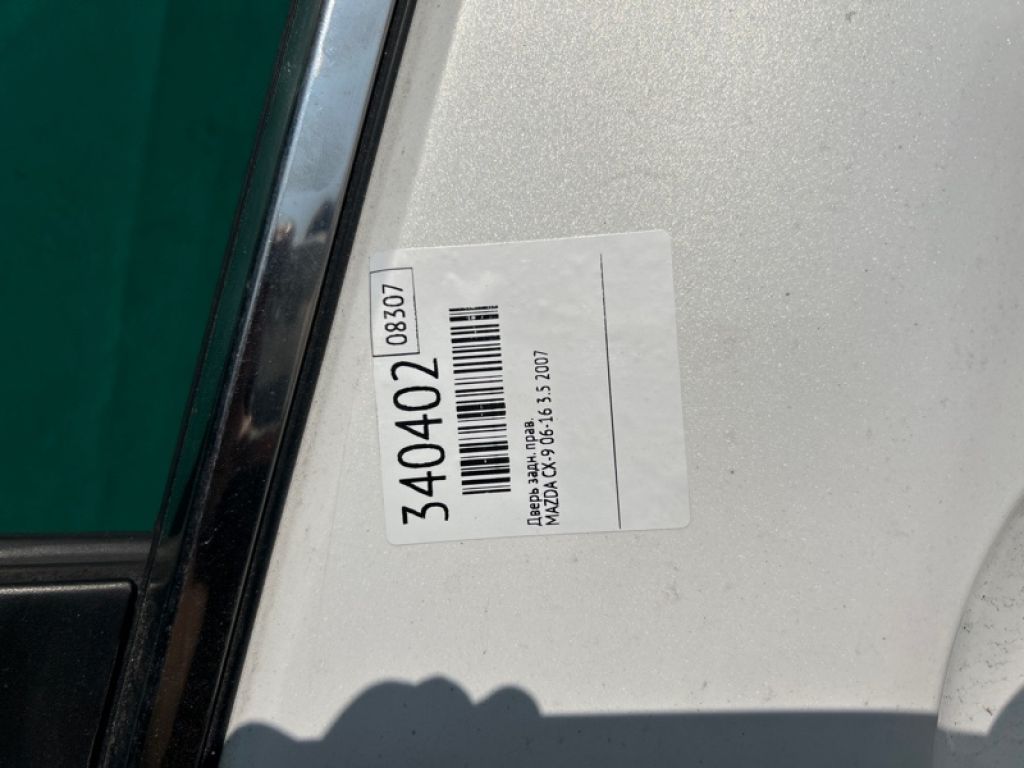 340402
08307
Дверь задн. прав.
MAZDA CX-9 06-16 3.5 2007